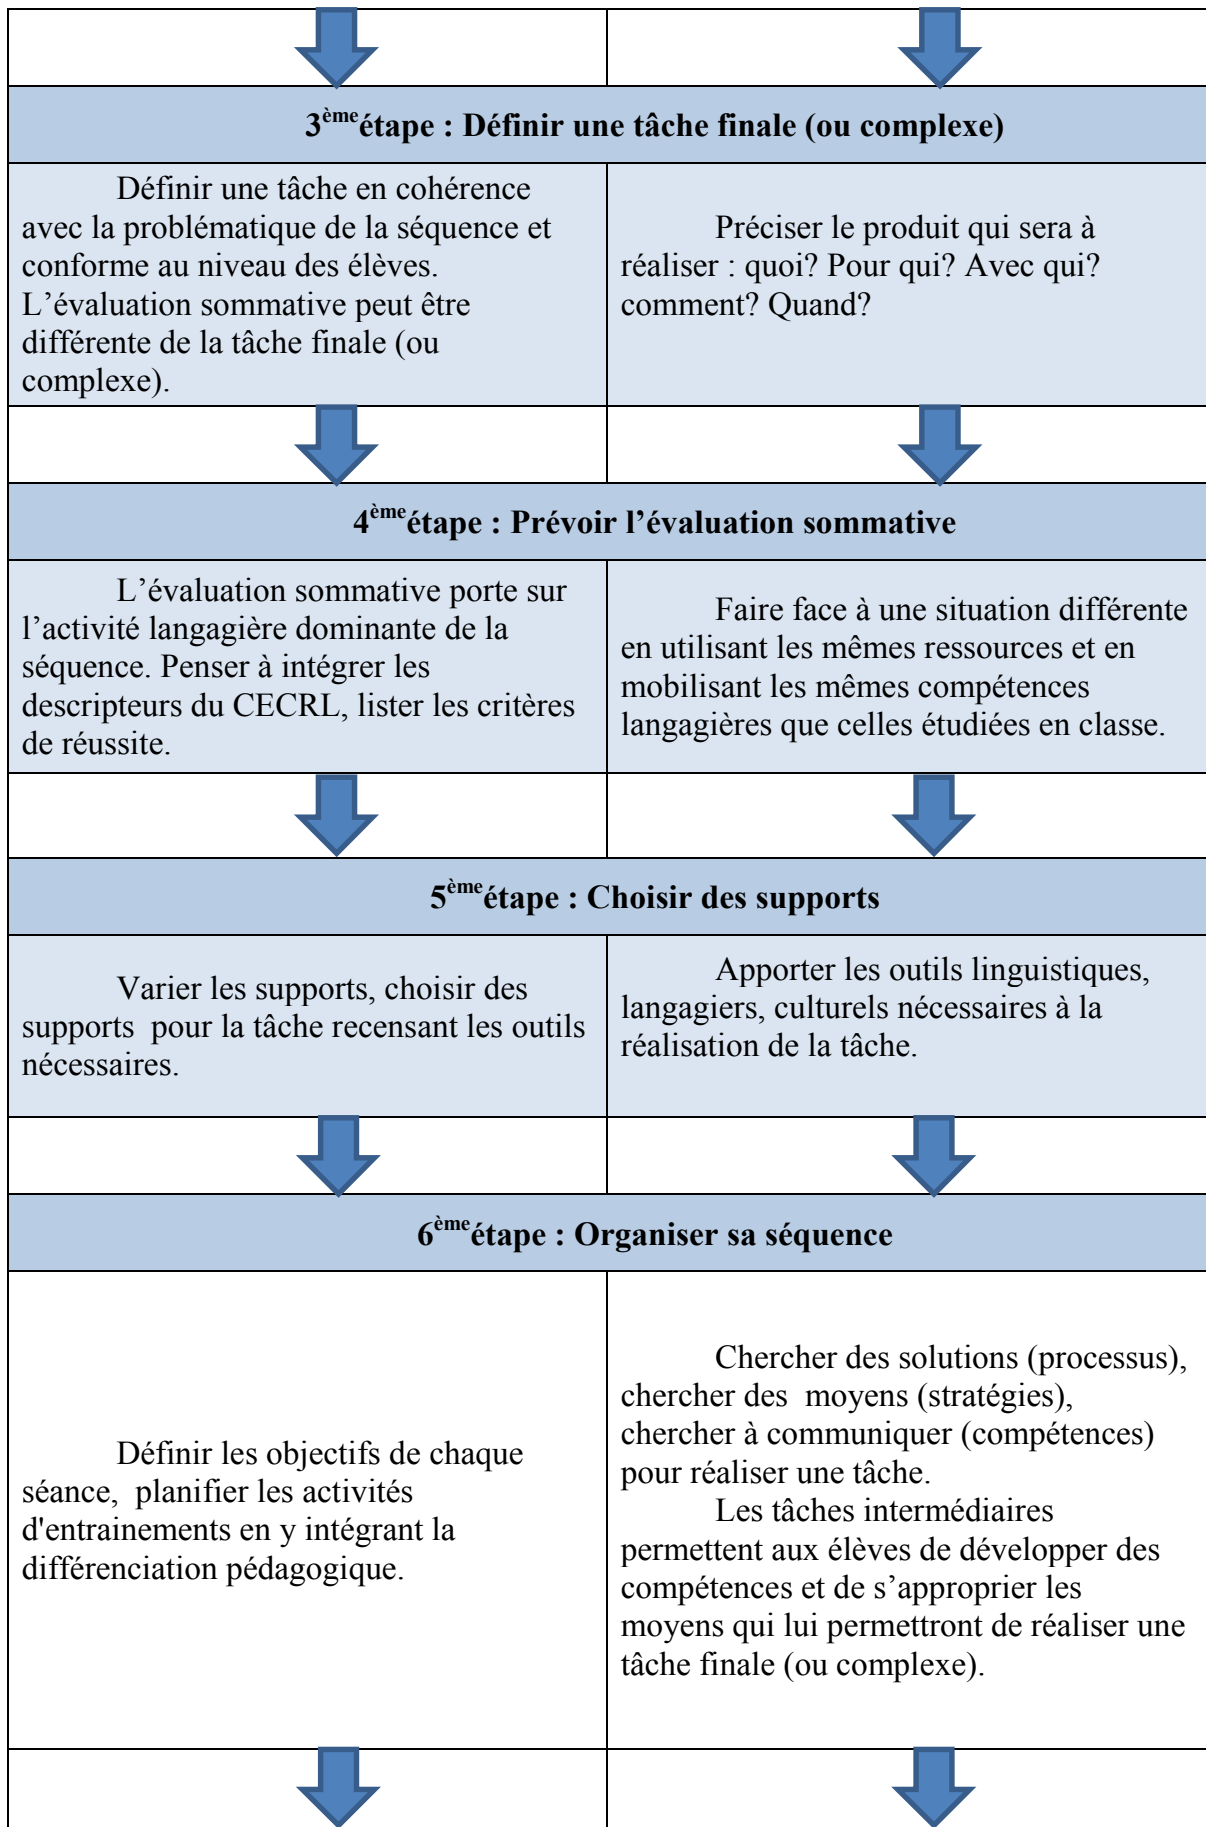 3ème étape : Définir une tâche finale (ou complexe)
Définir une tâche en cohérence
avec la problématique de la séquence et
conforme au niveau des élèves.
L’évaluation sommative peut être
différente de la tâche finale (ou
complexe).
Préciser le produit qui sera à
réaliser : quoi? Pour qui? Avec qui?
comment? Quand?
4ème étape : Prévoir l’évaluation sommative
L’évaluation sommative porte sur
l’activité langagière dominante de la
séquence. Penser à intégrer les
descripteurs du CECRL, lister les critères
de réussite.
Faire face à une situation différente
en utilisant les mêmes ressources et en
mobilisant les mêmes compétences
langagières que celles étudiées en classe.
5ème étape : Choisir des supports
Varier les supports, choisir des
supports pour la tâche recensant les outils
nécessaires.
Apporter les outils linguistiques,
langagiers, culturels nécessaires à la
réalisation de la tâche.
6ème étape : Organiser sa séquence
Définir les objectifs de chaque
séance, planifier les activités
d'entrainements en y intégrant la
différenciation pédagogique.
Chercher des solutions (processus),
chercher des moyens (stratégies),
chercher à communiquer (compétences)
pour réaliser une tâche.
Les tâches intermédiaires
permettent aux élèves de développer des
compétences et de s’approprier les
moyens qui lui permettront de réaliser une
tâche finale (ou complexe).